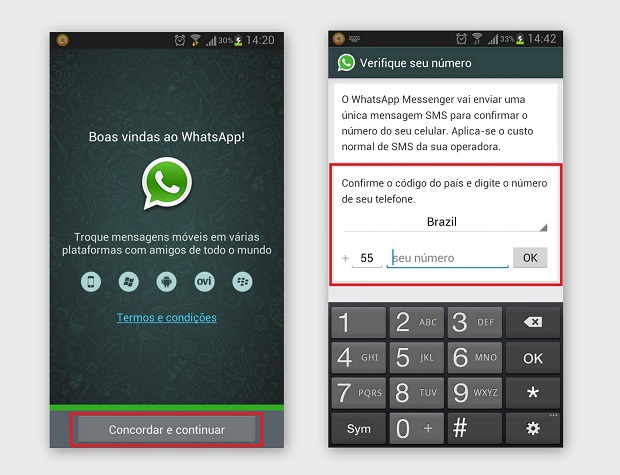 30% 14:20
Boas vindas ao WhatsApp!
Troque mensagens móveis em várias
plataformas com amigos de todo o mundo
ovi
Termos e condições
Concordar e continuar
33% 14:42
Verifique seu número
O WhatsApp Messenger vai enviar uma
única mensagem SMS para confirmar o
número do seu celular. Aplica-se o custo
normal de SMS da sua operadora.
Confirme o código do país e digite o número
de seu telefone.
Brazil
+ 55 seu número OK
1 2 ABC 3 DEF
4 GHI 5 JKL 6 MNO OK
7 PQRS 8 TUV 9 WXYZ *
Sym 0 + # ...